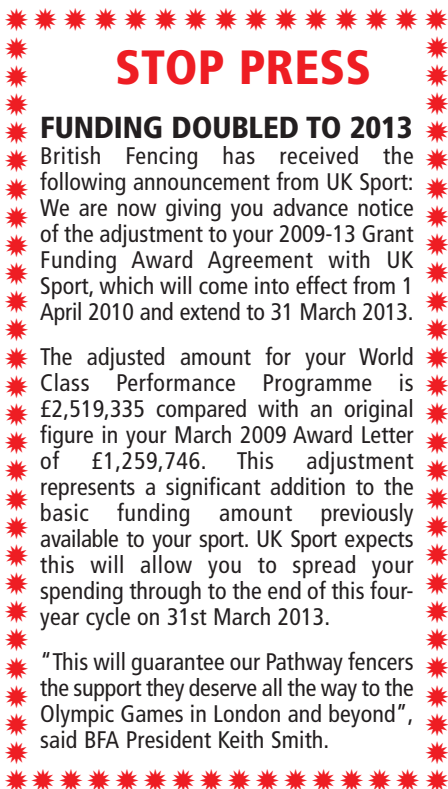 STOP PRESS
FUNDING DOUBLED TO 2013
British Fencing has received the
following announcement from UK Sport:
We are now giving you advance notice
of the adjustment to your 2009-13 Grant
Funding Award Agreement with UK
Sport, which will come into effect from 1
April 2010 and extend to 31 March 2013.
The adjusted amount for your World
Class Performance Programme is
£2,519,335 compared with an original
figure in your March 2009 Award Letter
of £1,259,746. This adjustment
represents a significant addition to the
basic funding amount previously
available to your sport. UK Sport expects
this will allow you to spread your
spending through to the end of this four-
year cycle on 31st March 2013.
“This will guarantee our Pathway fencers
the support they deserve all the way to the
Olympic Games in London and beyond”,
said BFA President Keith Smith.